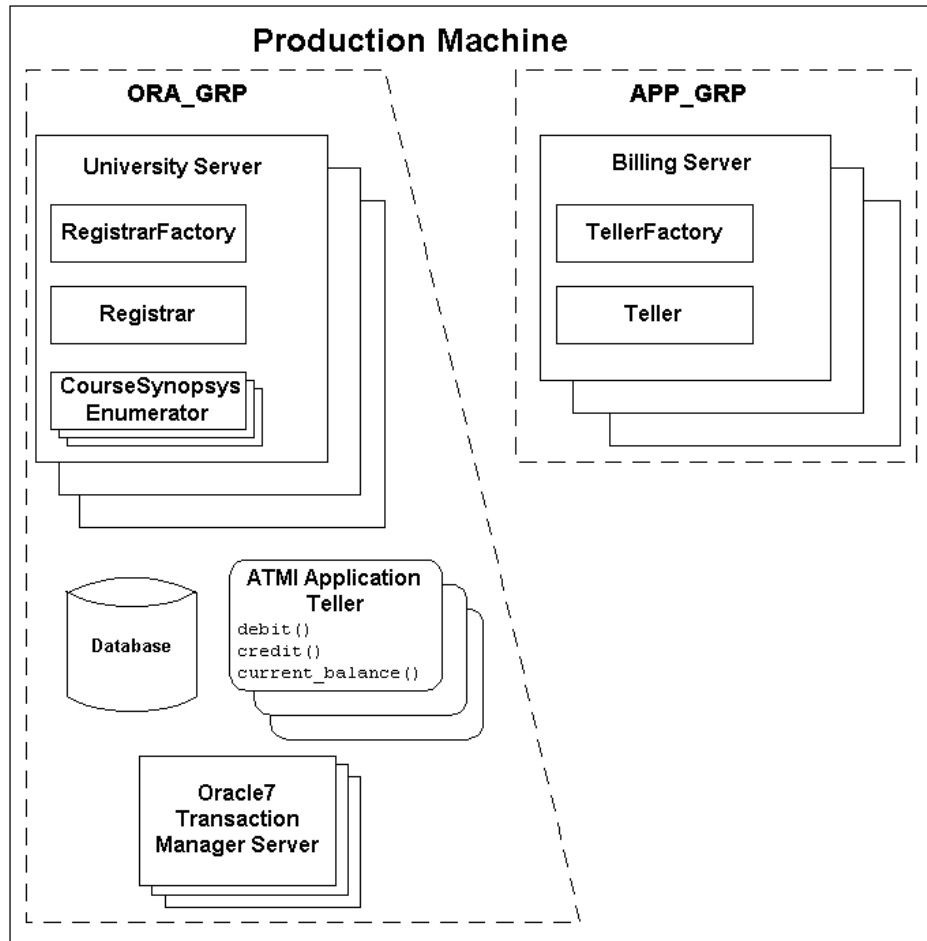 Production Machine
ORA_GRP
University Server
RegistrarFactory
Registrar
CourseSynopsys
Enumerator
Database
ATMI Application
Teller
debit()
credit()
current_balance()
Oracle7
Transaction
Manager Server
APP_GRP
Billing Server
TellerFactory
Teller